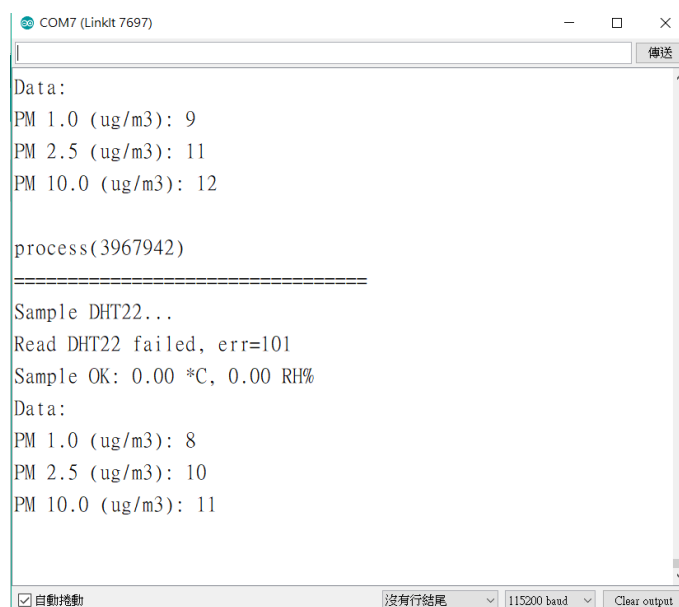 COM7 (LinkIt 7697)
傳送
Data:
PM 1.0 (ug/m3): 9
PM 2.5 (ug/m3): 11
PM 10.0 (ug/m3): 12
process(3967942)
=================================
Sample DHT22...
Read DHT22 failed, err=101
Sample OK: 0.00 *C, 0.00 RH%
Data:
PM 1.0 (ug/m3): 8
PM 2.5 (ug/m3): 10
PM 10.0 (ug/m3): 11
自動捲動 沒有行結尾 115200 baud Clear output